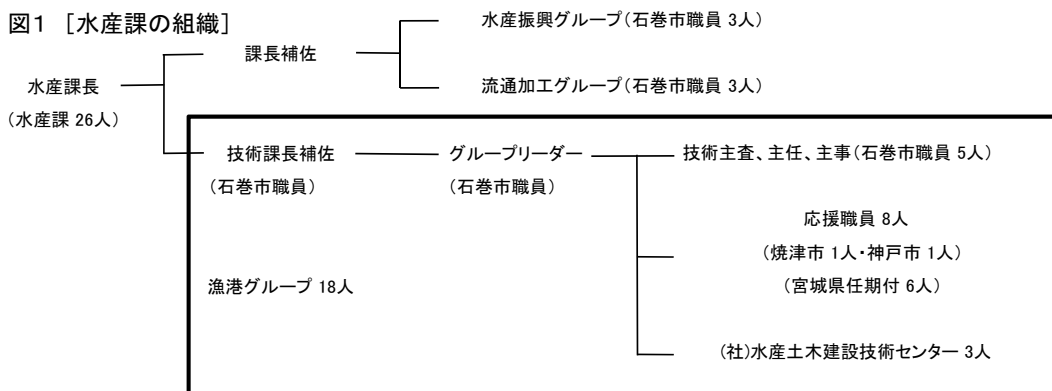 図1 [水産課の組織]
水産振興グループ(石巻市職員 3人)
課長補佐
流通加工グループ(石巻市職員 3人)
水産課長
(水産課 26人)
技術課長補佐
(石巻市職員)
グループリーダー
(石巻市職員)
技術主査、主任、主事(石巻市職員 5人)
応援職員 8人
(焼津市 1人・神戸市 1人)
(宮城県任期付 6人)
漁港グループ 18人
(社)水産土木建設技術センター 3人